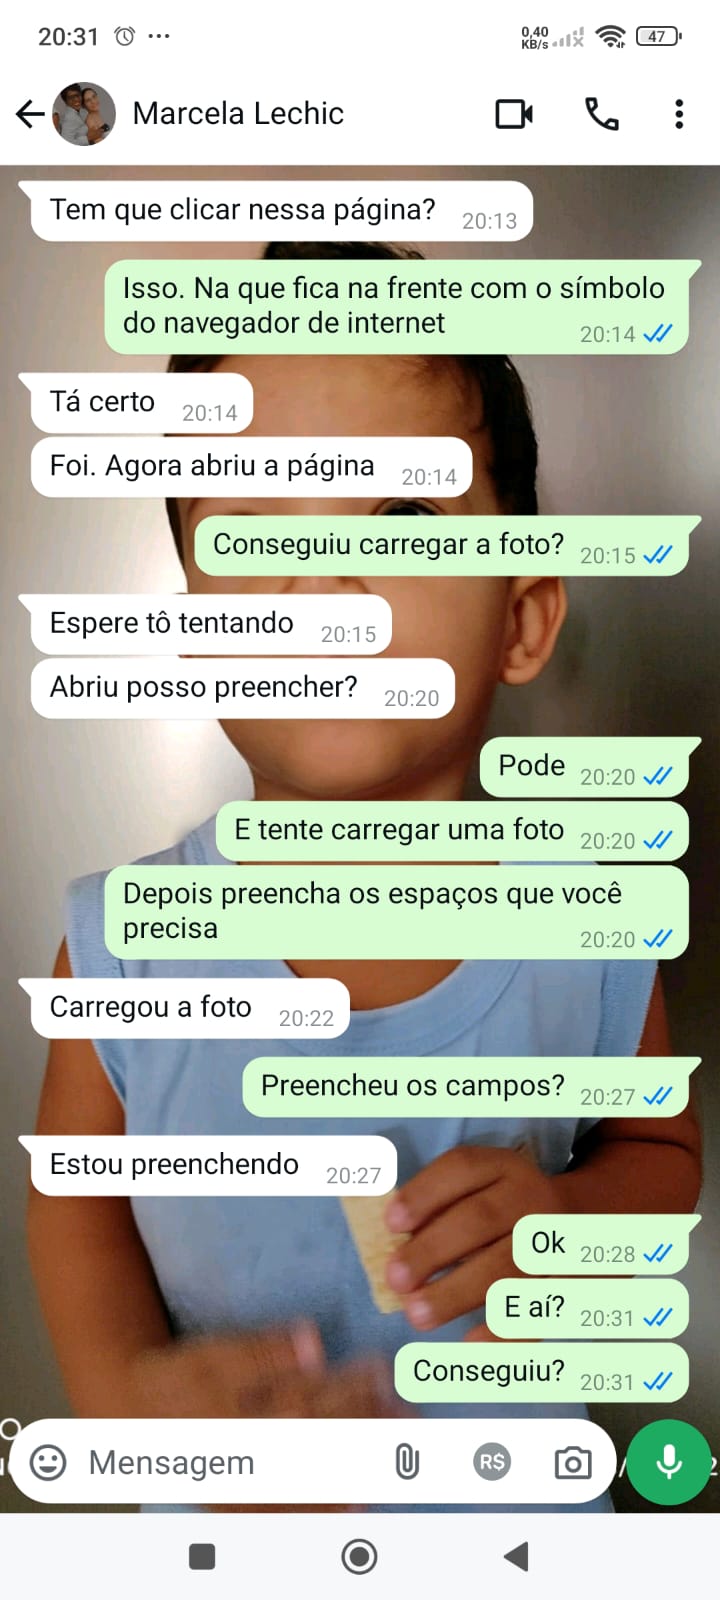 20:31
0,40
KB/s
47
Marcela Lechic
Tem que clicar nessa página? 20:13
Isso. Na que fica na frente com o símbolo
do navegador de internet 20:14
Tá certo 20:14
Foi. Agora abriu a página 20:14
Conseguiu carregar a foto? 20:15
Espere tô tentando 20:15
Abriu posso preencher? 20:20
Pode 20:20
E tente carregar uma foto 20:20
Depois preencha os espaços que você
precisa 20:20
Carregou a foto 20:22
Preencheu os campos? 20:27
Estou preenchendo 20:27
Ok 20:28
E aí? 20:31
Conseguiu? 20:31
Mensagem
R$